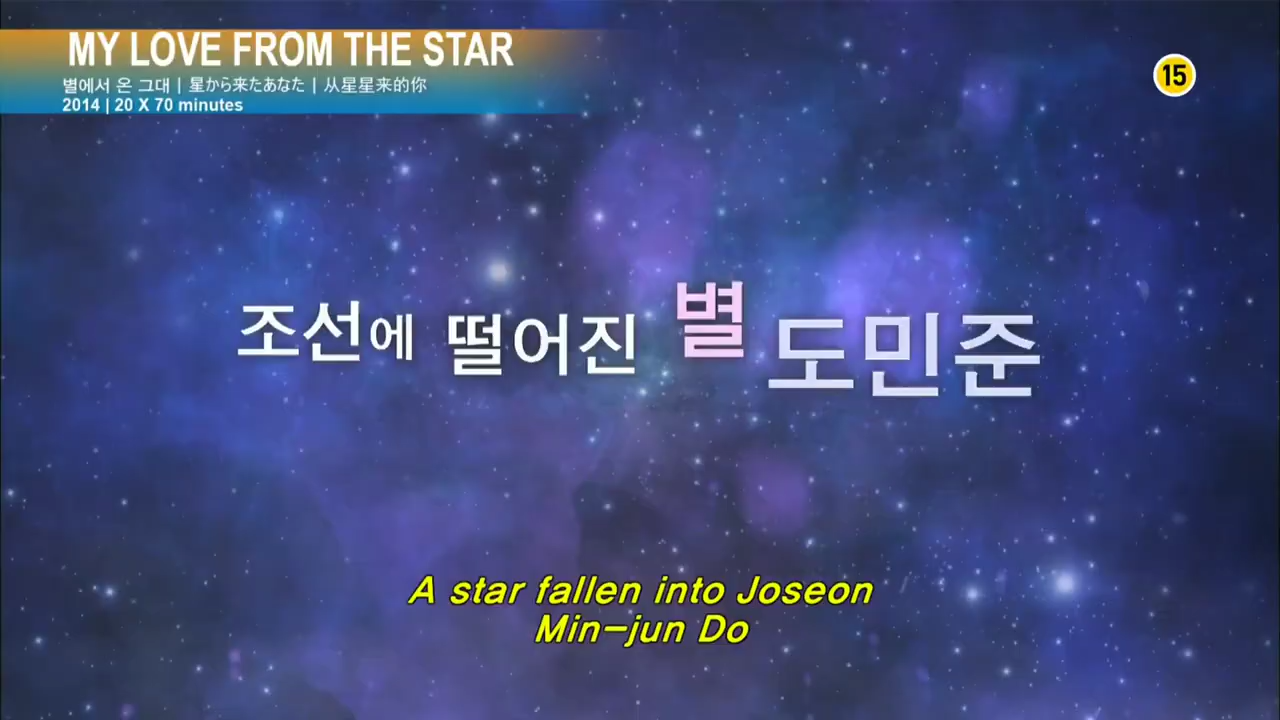 MY LOVE FROM THE STAR
별에서 온 그대 | 星から来たあなた | 从星星来的你
2014 | 20 X 70 minutes
15
조선에 떨어진 별 도민준
A star fallen into Joseon
Min-jun Do